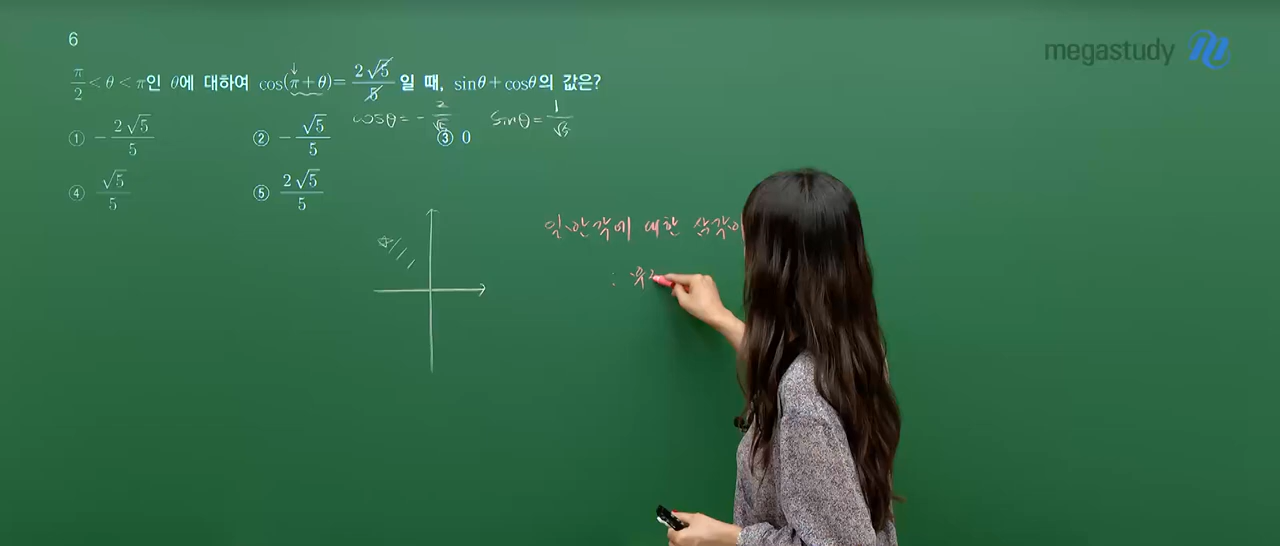 6
megastudy
π/2 < θ < π인 θ에 대하여 cos(π+θ)= 2√5/5 일 때, sinθ+cosθ의 값은?
cosθ = - 2/√5 sinθ = 1/√5
① - 2√5/5 ② - √5/5 ③ 0
④ √5/5 ⑤ 2√5/5
일반각에 대한 삼각
: